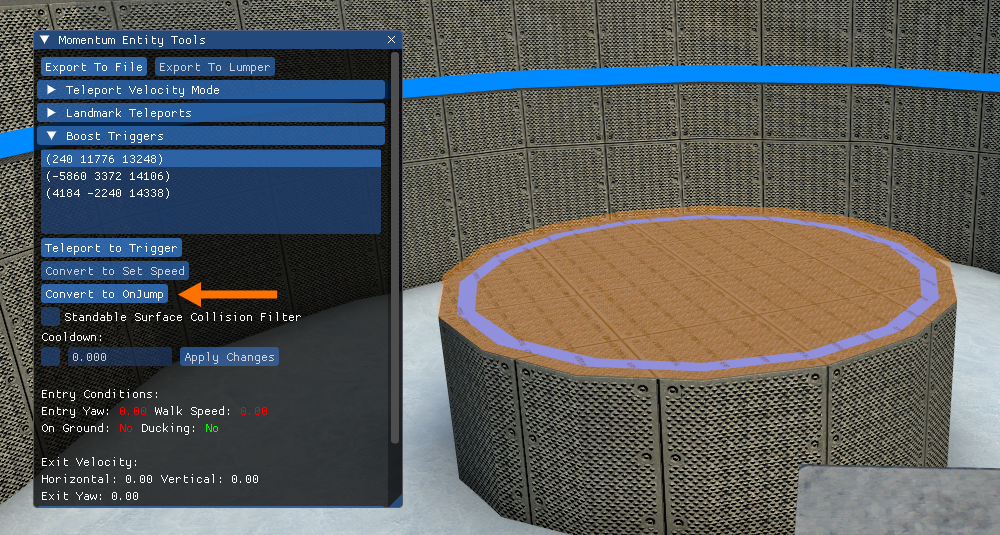 Momentum Entity Tools
Export To File Export To Lumper
Teleport Velocity Mode
Landmark Teleports
Boost Triggers
(240 11776 13248)
(-5860 3372 14106)
(4184 -2240 14338)
Teleport to Trigger
Convert to Set Speed
Convert to OnJump
Standable Surface Collision Filter
Cooldown:
0.000 Apply Changes
Entry Conditions:
Entry Yaw: 0.00 Walk Speed: 0.00
On Ground: No Ducking: No
Exit Velocity:
Horizontal: 0.00 Vertical: 0.00
Exit Yaw: 0.00